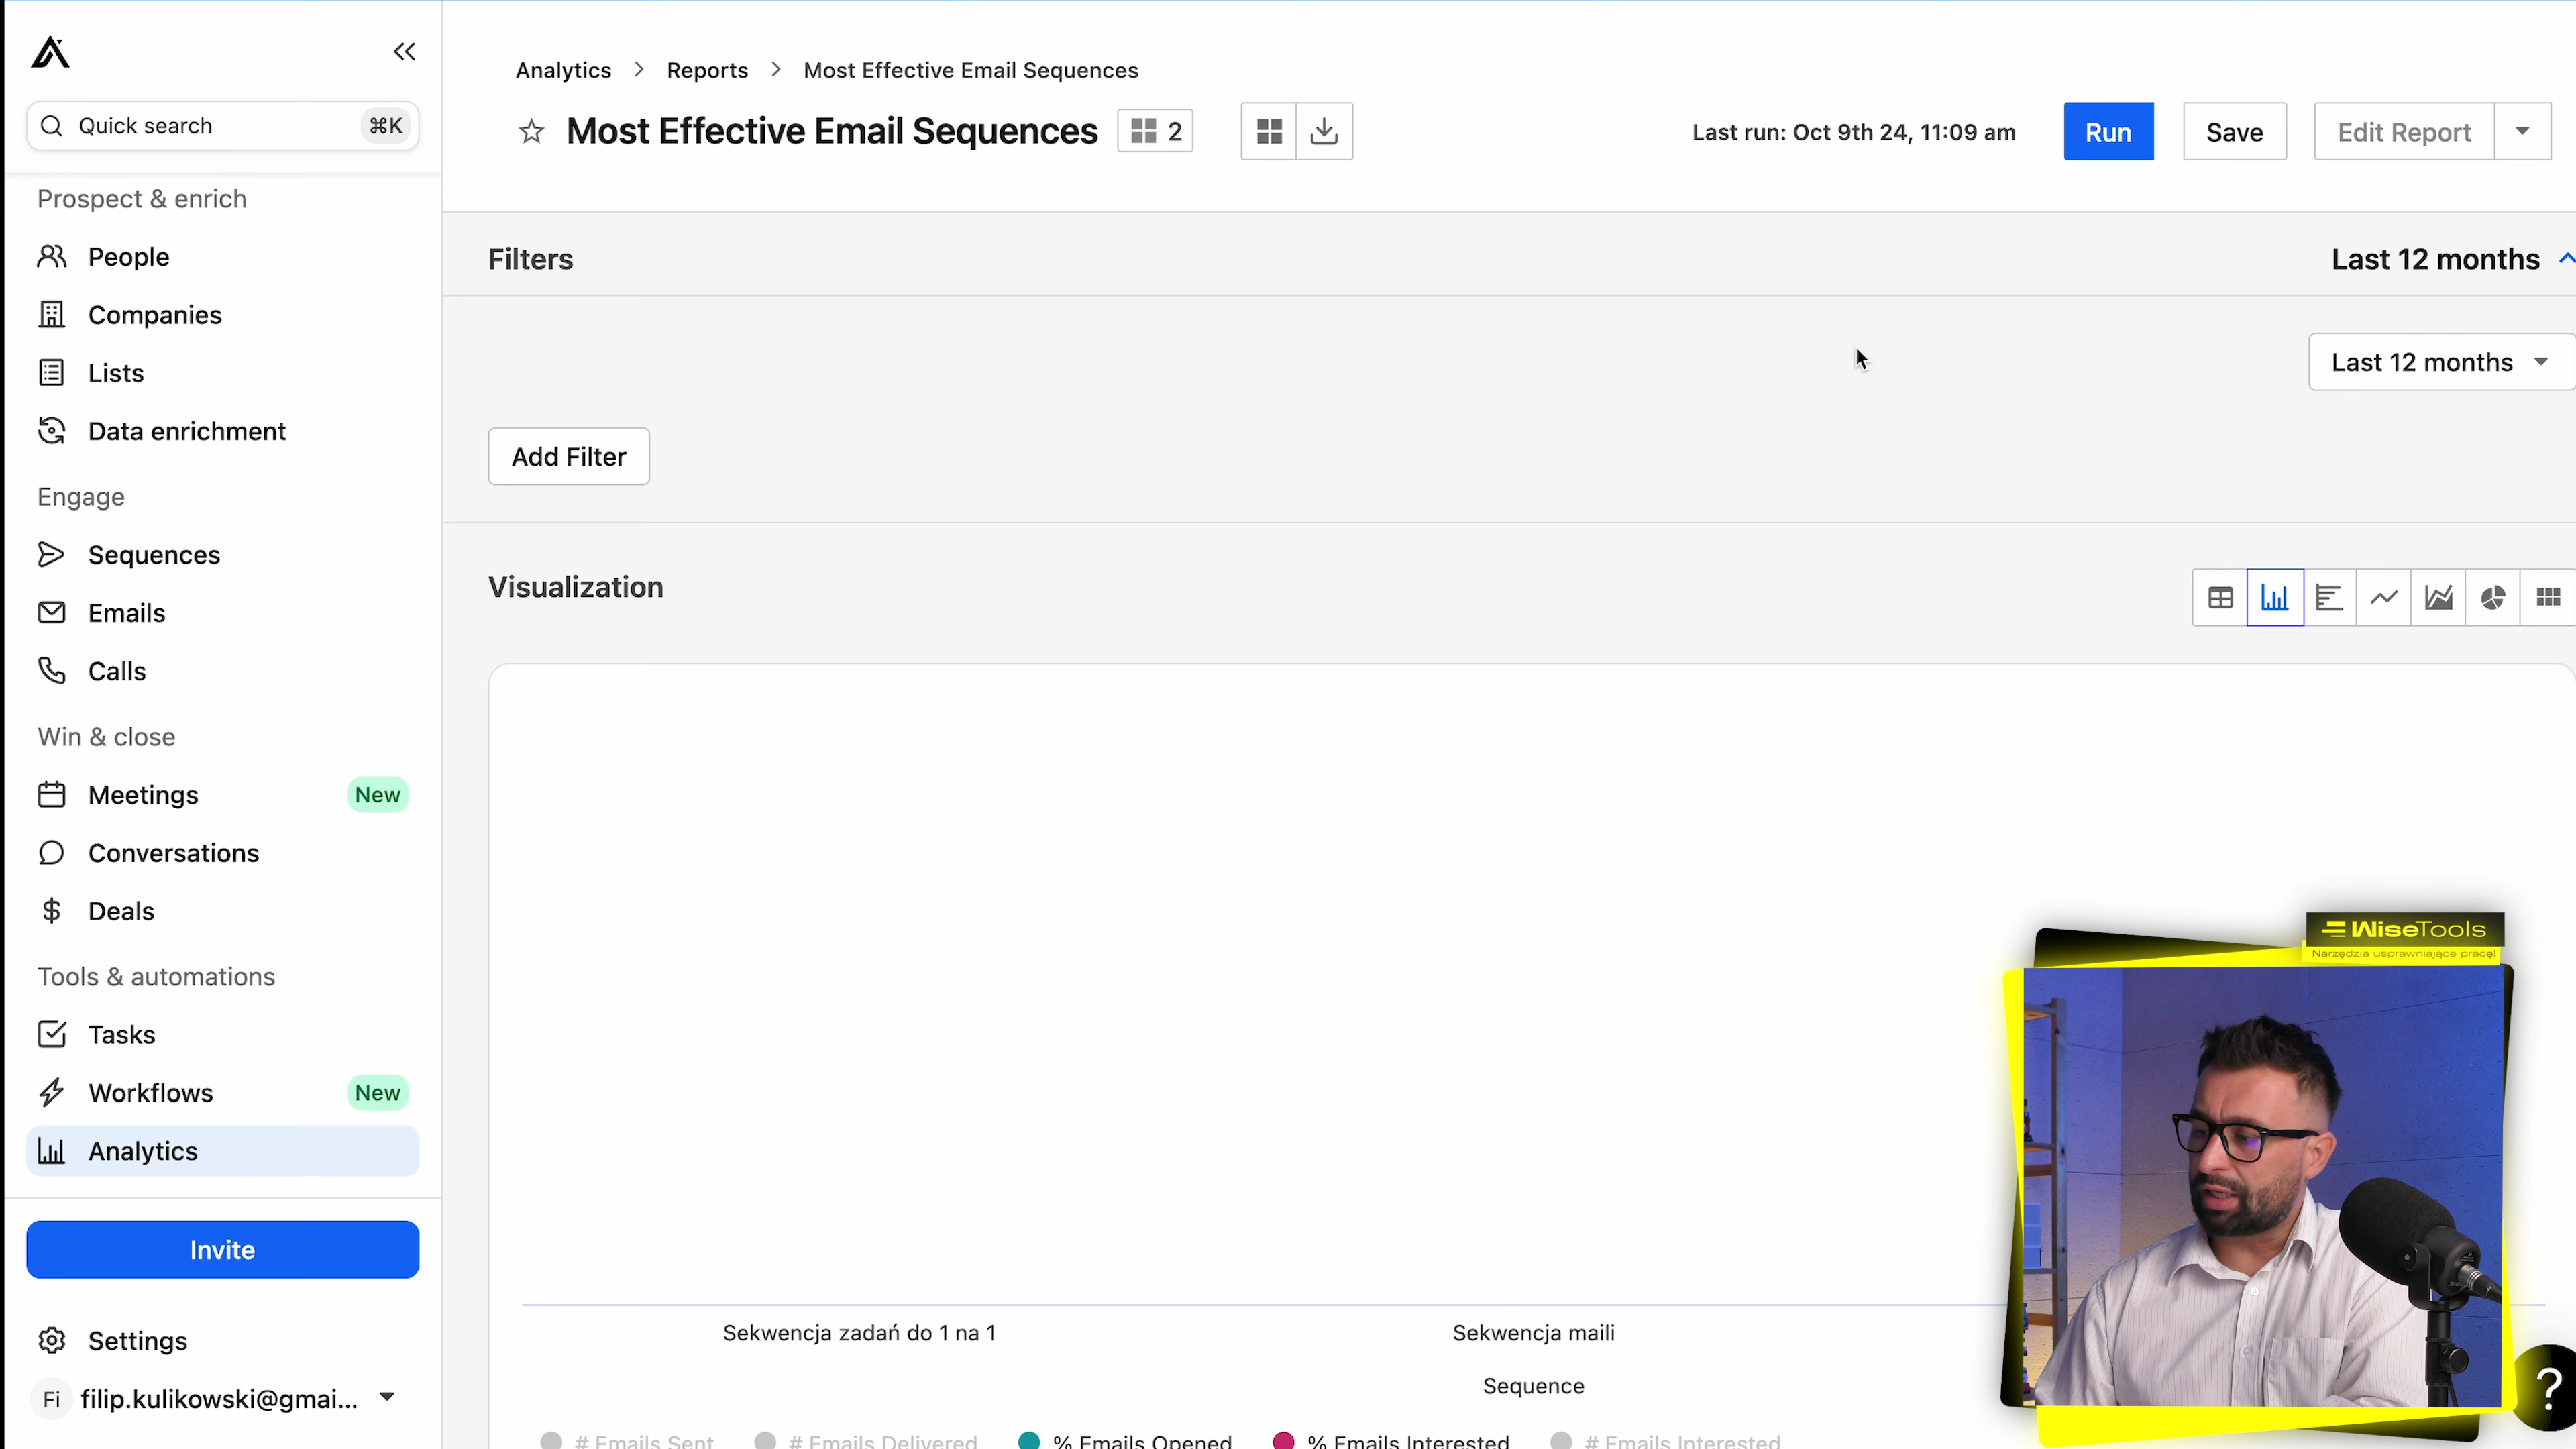 Quick search
⌘K
Prospect & enrich
People
Companies
Lists
Data enrichment
Engage
Sequences
Emails
Calls
Win & close
Meetings
New
Conversations
Deals
Tools & automations
Tasks
Workflows
New
Analytics
Invite
Settings
Fi filip.kulikowski@gmai...
Analytics > Reports > Most Effective Email Sequences
Most Effective Email Sequences
2
Last run: Oct 9th 24, 11:09 am
Run
Save
Edit Report
Filters
Last 12 months
Last 12 months
Add Filter
Visualization
Sekwencja zadań do 1 na 1
Sekwencja maili
Sequence
# Emails Sent
# Emails Delivered
% Emails Opened
% Emails Interested
# Emails Interested
WiseTools
Narzędzia usprawniające pracę!
?